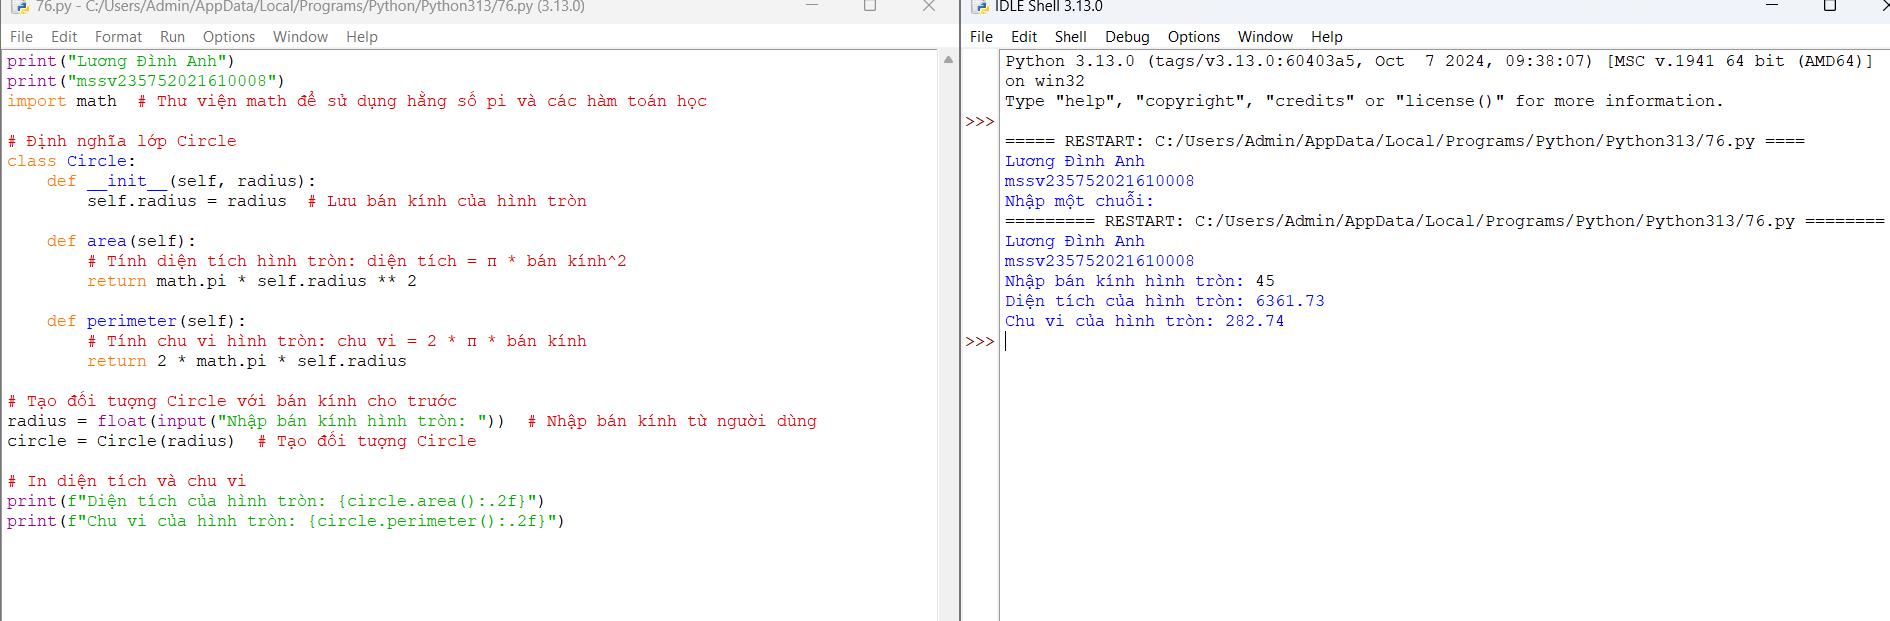 76.py - C:/Users/Admin/AppData/Local/Programs/Python/Python313/76.py (3.13.0)
File Edit Format Run Options Window Help
print("Lương Đình Anh")
print("mssv235752021610008")
import math  # Thư viện math để sử dụng hằng số pi và các hàm toán học
# Định nghĩa lớp Circle
class Circle:
    def __init__(self, radius):
        self.radius = radius  # Lưu bán kính của hình tròn
    def area(self):
        # Tính diện tích hình tròn: diện tích = π * bán kính^2
        return math.pi * self.radius ** 2
    def perimeter(self):
        # Tính chu vi hình tròn: chu vi = 2 * π * bán kính
        return 2 * math.pi * self.radius
# Tạo đối tượng Circle với bán kính cho trước
radius = float(input("Nhập bán kính hình tròn: "))  # Nhập bán kính từ người dùng
circle = Circle(radius)  # Tạo đối tượng Circle
# In diện tích và chu vi
print(f"Diện tích của hình tròn: {circle.area():.2f}")
print(f"Chu vi của hình tròn: {circle.perimeter():.2f}")
IDLE Shell 3.13.0
File Edit Shell Debug Options Window Help
Python 3.13.0 (tags/v3.13.0:60403a5, Oct  7 2024, 09:38:07) [MSC v.1941 64 bit (AMD64)]
on win32
Type "help", "copyright", "credits" or "license()" for more information.
>>>
===== RESTART: C:/Users/Admin/AppData/Local/Programs/Python/Python313/76.py ====
Lương Đình Anh
mssv235752021610008
Nhập một chuỗi:
========= RESTART: C:/Users/Admin/AppData/Local/Programs/Python/Python313/76.py ========
Lương Đình Anh
mssv235752021610008
Nhập bán kính hình tròn: 45
Diện tích của hình tròn: 6361.73
Chu vi của hình tròn: 282.74
>>>